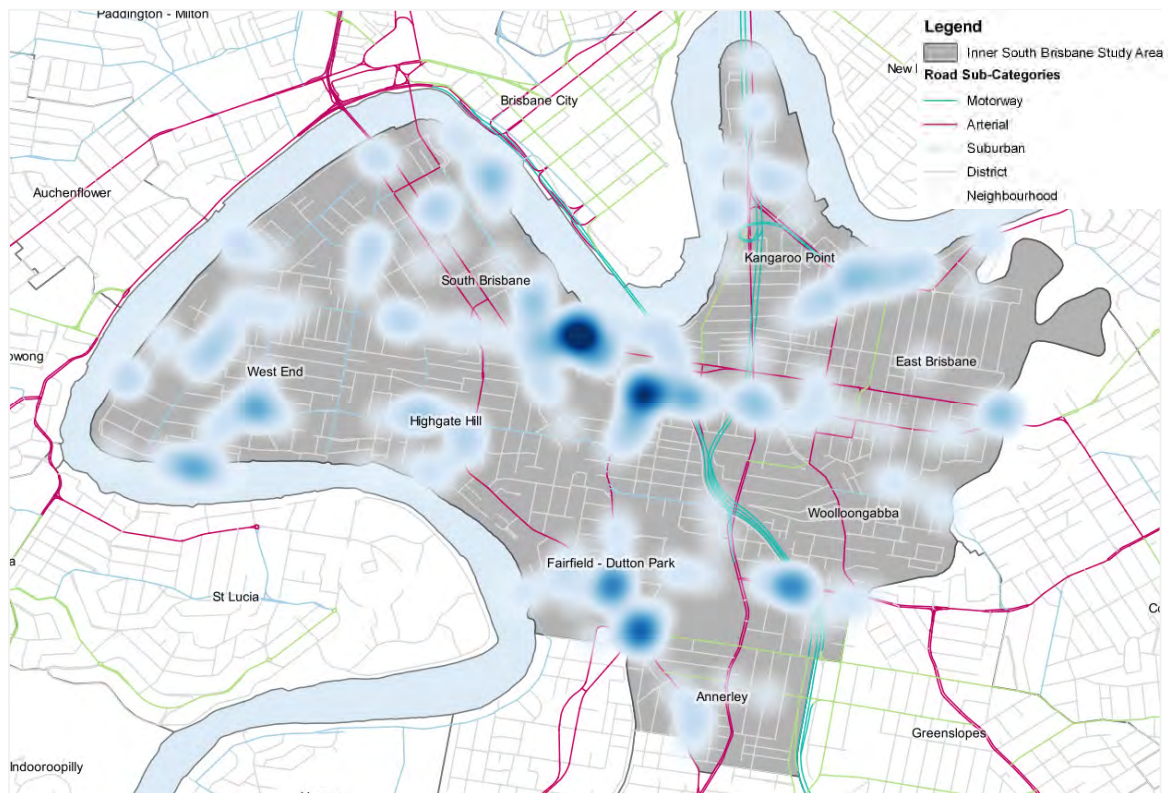 Paddington - Milton
Legend
Inner South Brisbane Study Area
Road Sub-Categories
Motorway
Arterial
Suburban
District
Neighbourhood
Brisbane City
Auchenflower
Kangaroo Point
South Brisbane
East Brisbane
West End
Highgate Hill
Woolloongabba
Fairfield - Dutton Park
St Lucia
Annerley
Greenslopes
Indooroopilly